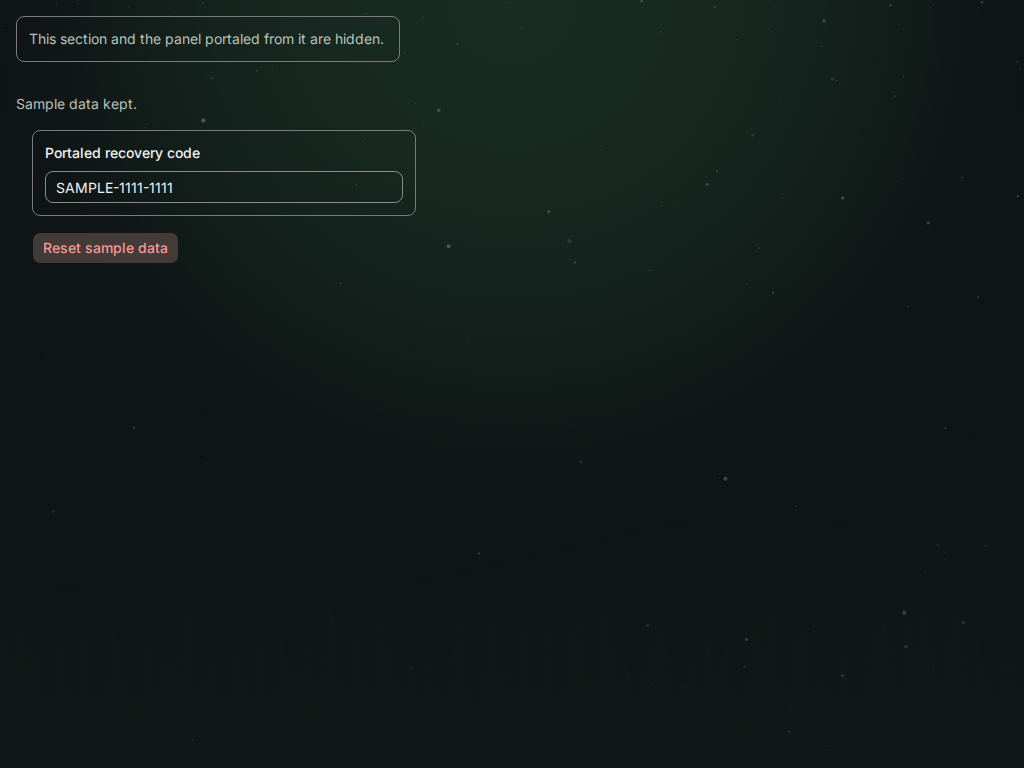 This section and the panel portaled from it are hidden.
Sample data kept.
Portaled recovery code
SAMPLE-1111-1111
Reset sample data